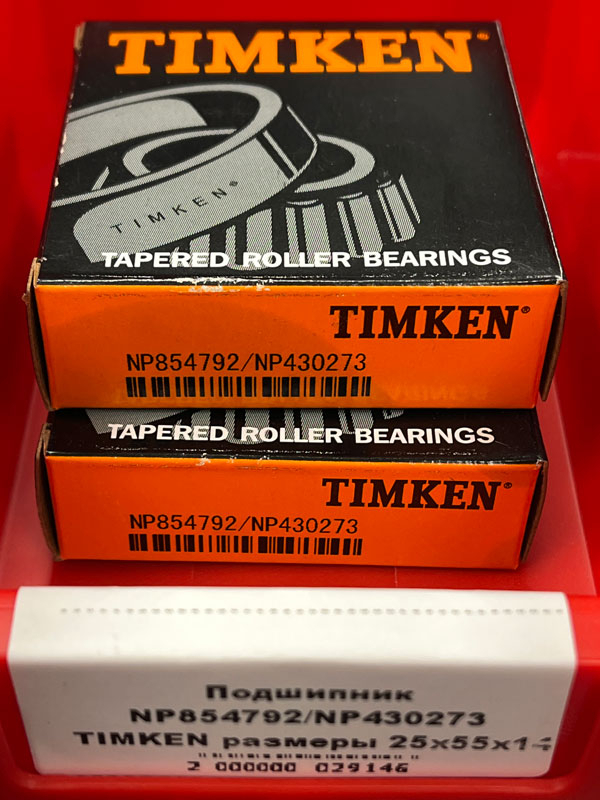 TIMKEN®
TIMKEN®
TAPERED ROLLER BEARINGS
TIMKEN®
NP854792/NP430273
TAPERED ROLLER BEARINGS
TIMKEN®
NP854792/NP430273
Подшипник
NP854792/NP430273
TIMKEN размеры 25x55x14
2 000000 029146